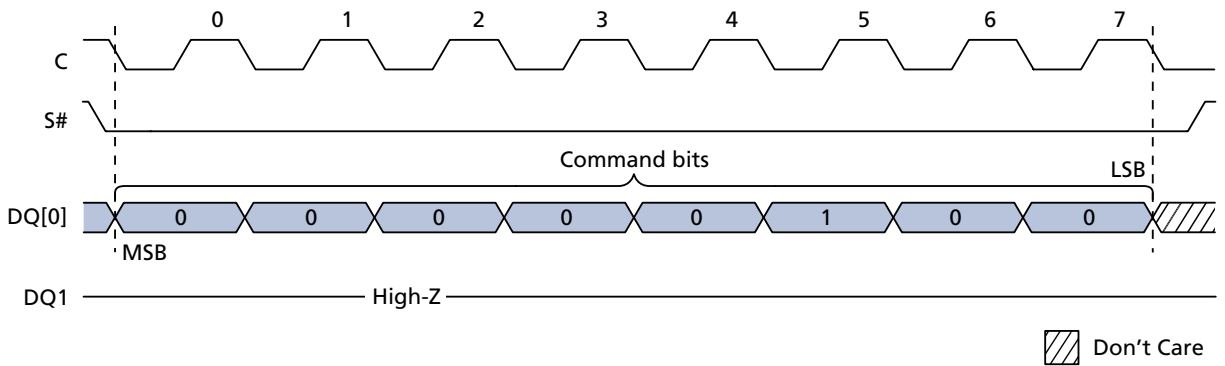 0 1 2 3 4 5 6 7
C
S#
Command bits
LSB
DQ[0] 0 0 0 0 0 1 0 0
MSB
DQ1 High-Z
Don't Care